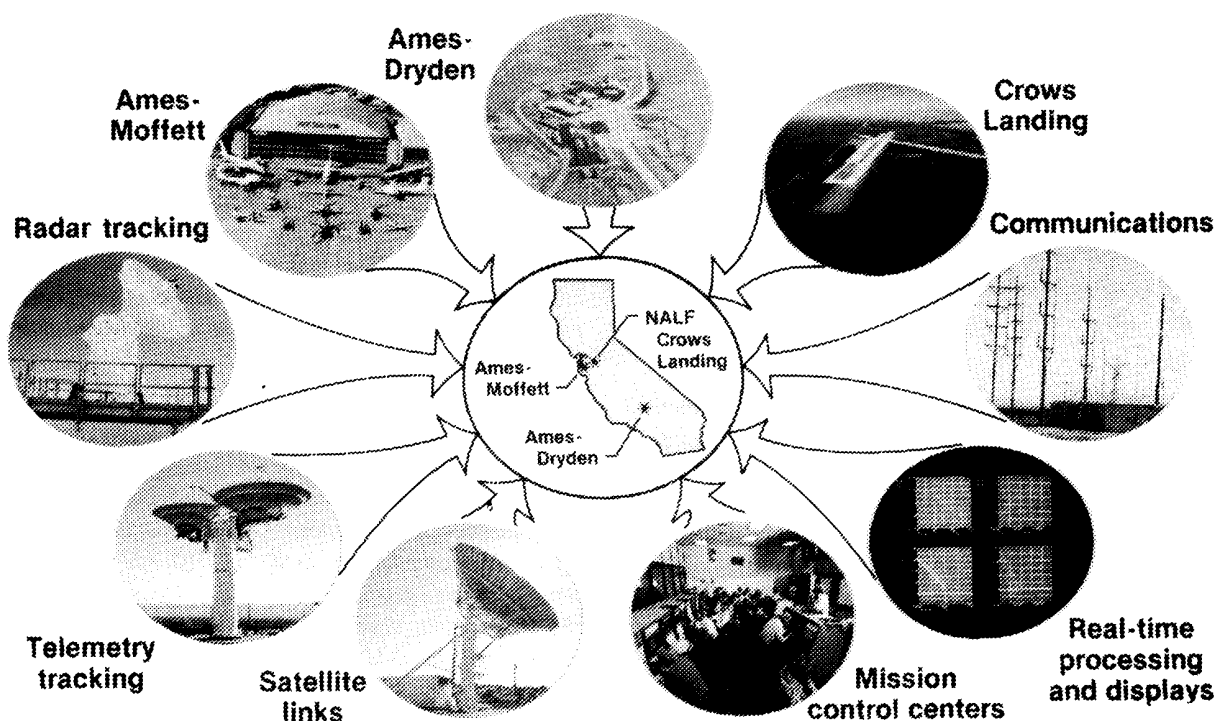 Ames-
Dryden
Ames-
Moffett
Crows
Landing
Radar tracking
Communications
NALF
Crows
Landing
Ames-
Moffett
Ames-
Dryden
Telemetry
tracking
Satellite
links
Mission
control centers
Real-time
processing
and displays